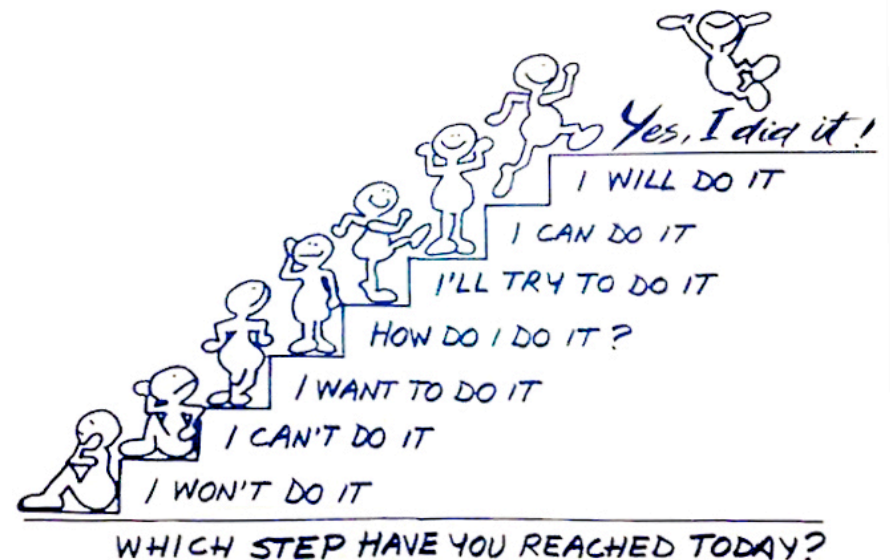 Yes, I did it!
I WILL DO IT
I CAN DO IT
I'LL TRY TO DO IT
HOW DO I DO IT?
I WANT TO DO IT
I CAN'T DO IT
I WON'T DO IT
WHICH STEP HAVE YOU REACHED TODAY?